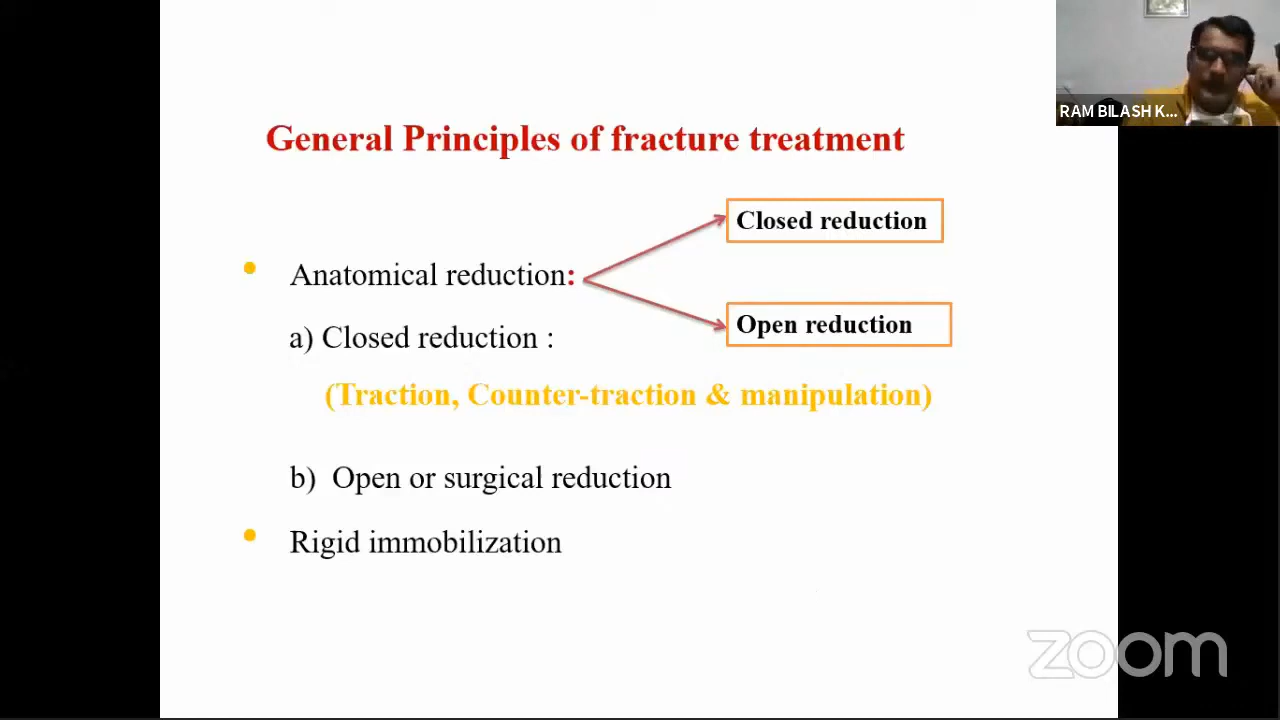 RAM BILASH K...
General Principles of fracture treatment
Closed reduction
• Anatomical reduction:
Open reduction
a) Closed reduction :
(Traction, Counter-traction & manipulation)
b) Open or surgical reduction
• Rigid immobilization
zoom